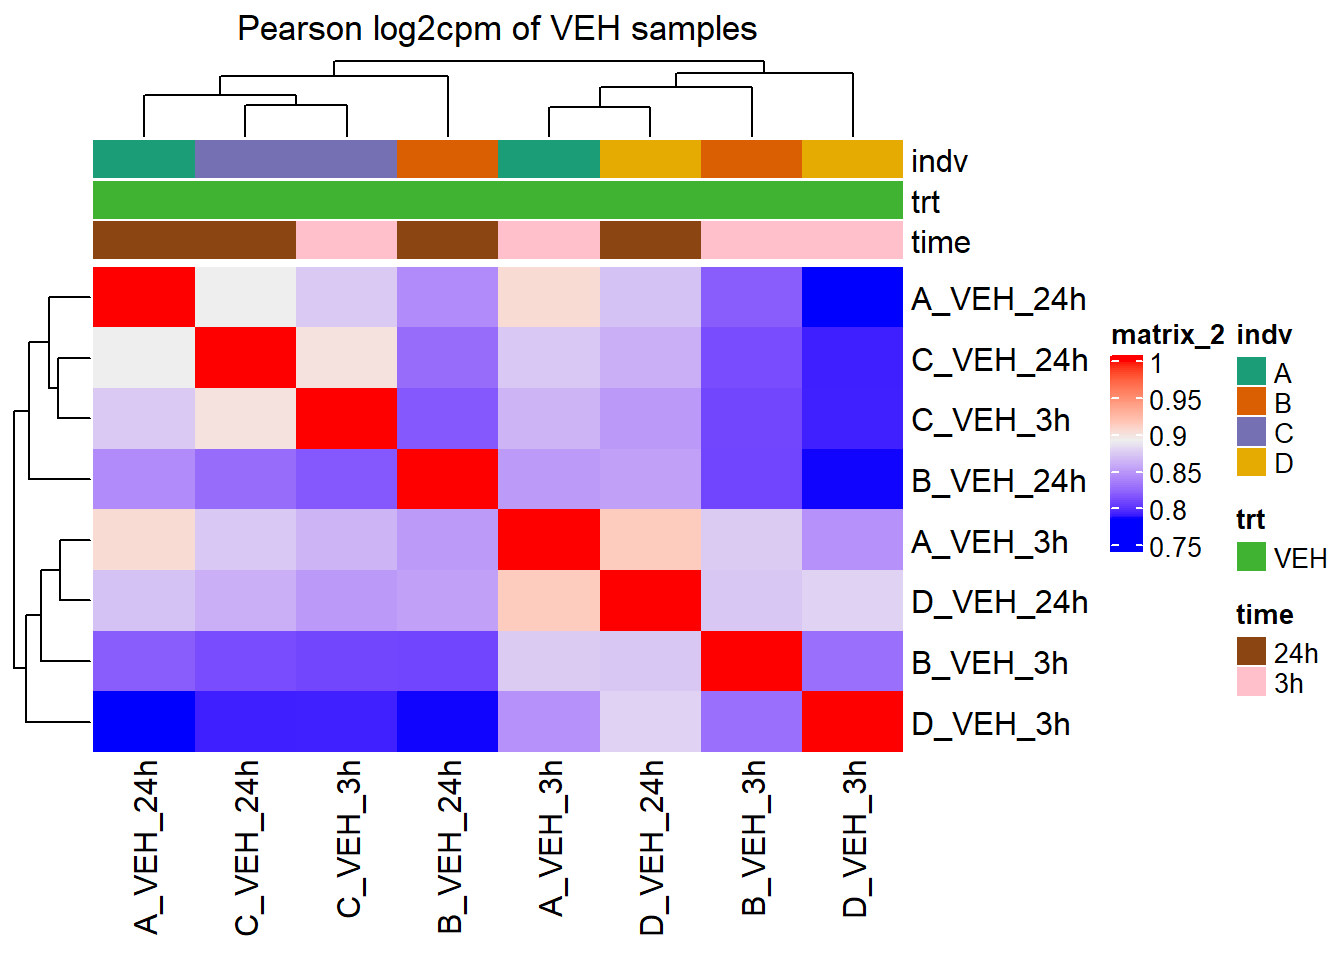 Pearson log2cpm of VEH samples
indv
trt
time
A_VEH_24h
C_VEH_24h
C_VEH_3h
B_VEH_24h
A_VEH_3h
D_VEH_24h
B_VEH_3h
D_VEH_3h
A_VEH_24h
C_VEH_24h
C_VEH_3h
B_VEH_24h
A_VEH_3h
D_VEH_24h
B_VEH_3h
D_VEH_3h
matrix_2
1
0.95
0.9
0.85
0.8
0.75
indv
A
B
C
D
trt
VEH
time
24h
3h